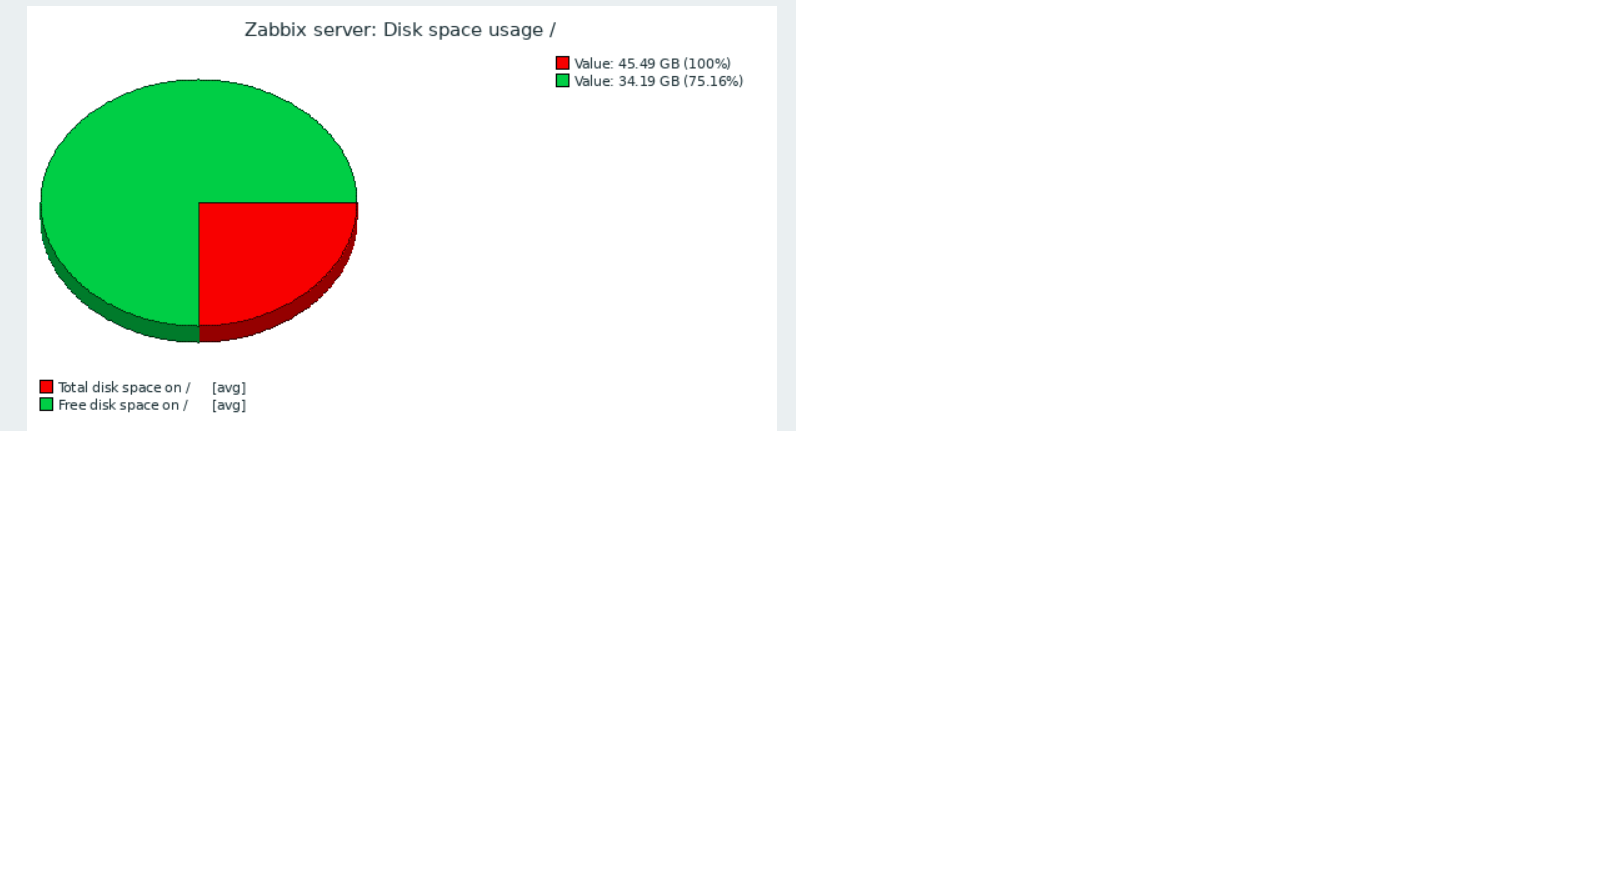 Zabbix server: Disk space usage /
Value: 45.49 GB (100%)
Value: 34.19 GB (75.16%)
Total disk space on / [avg]
Free disk space on / [avg]